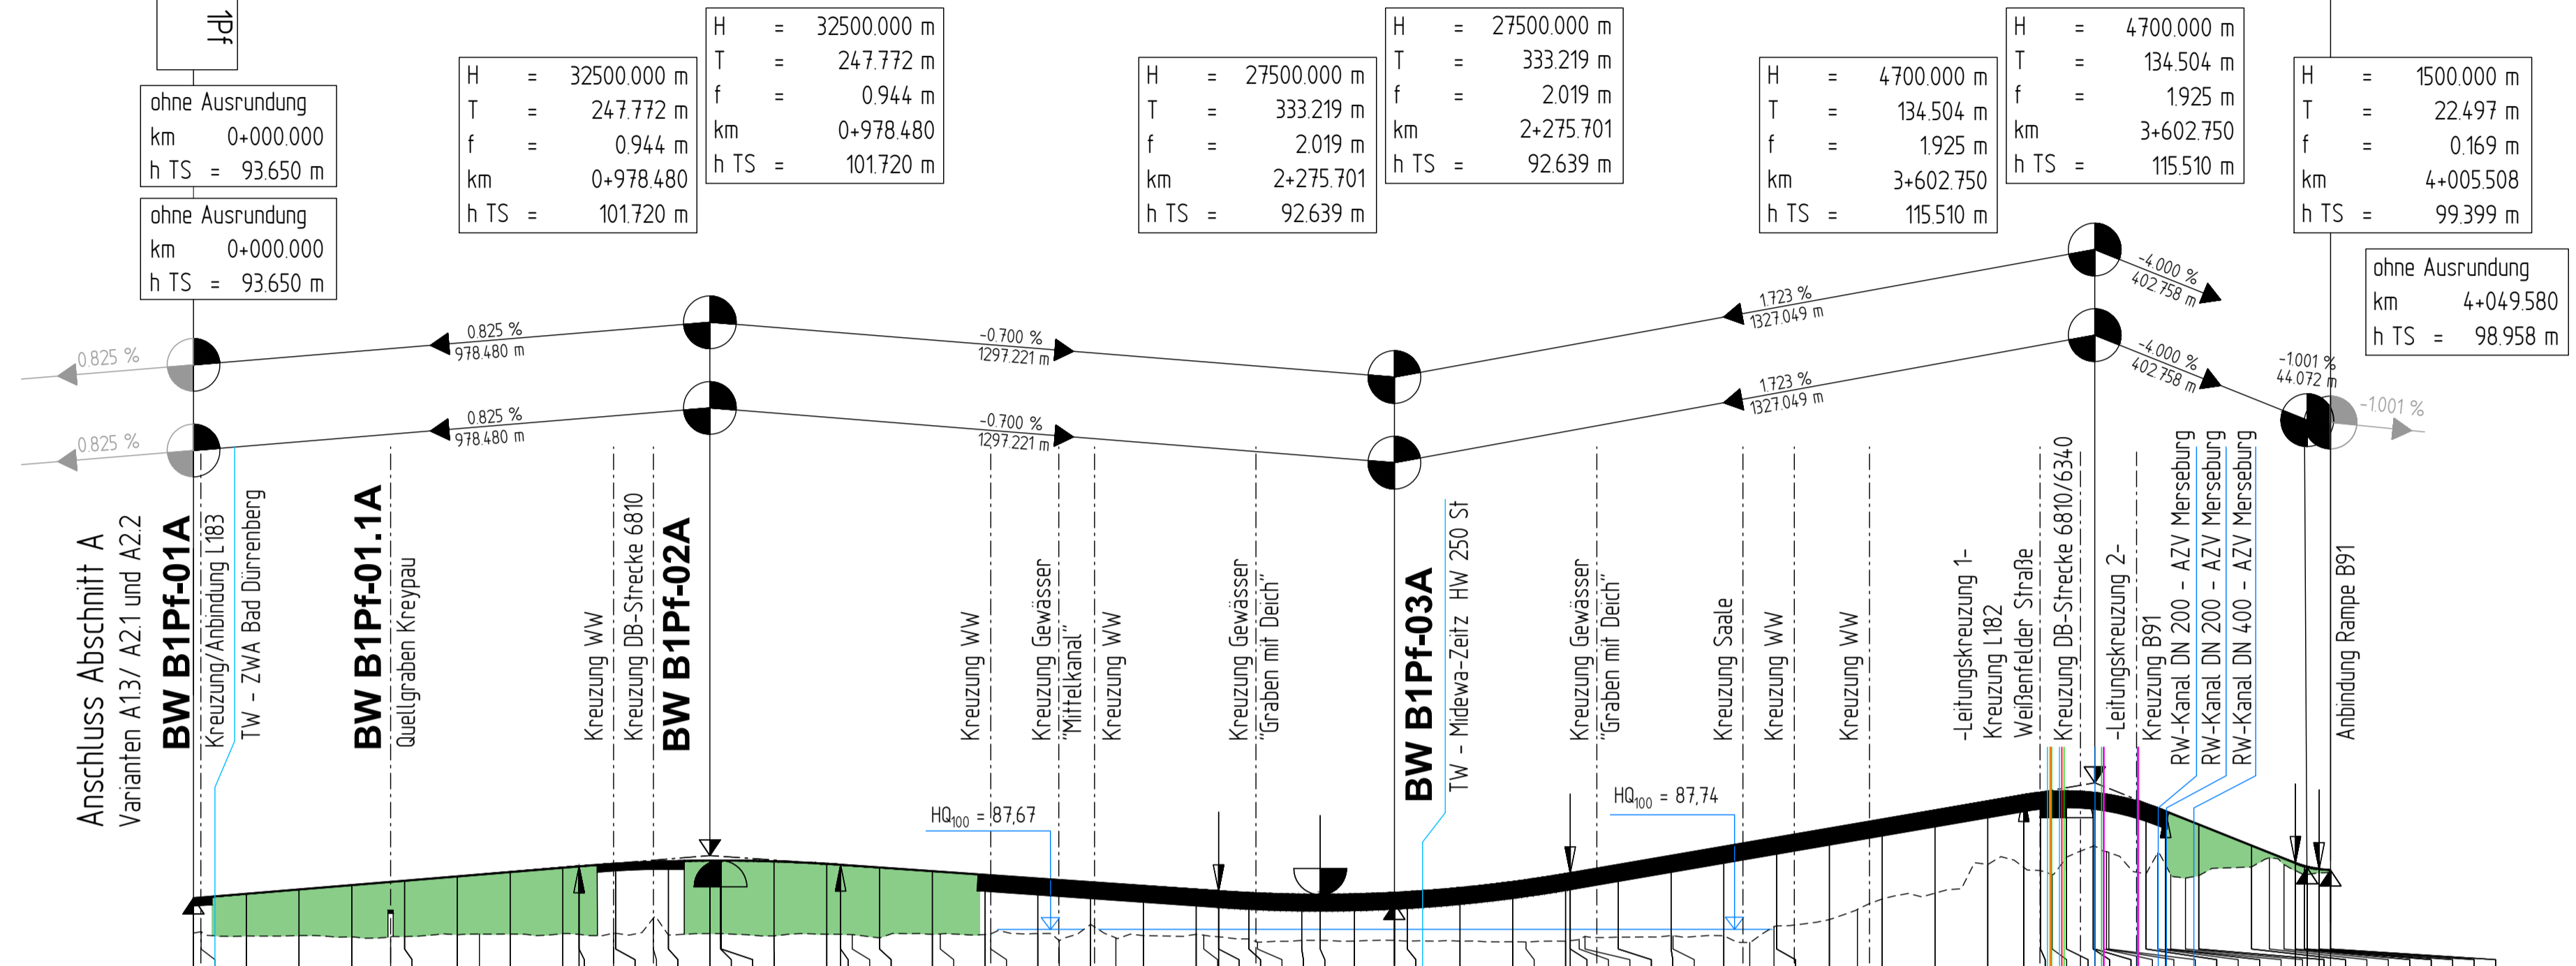 1Pf
ohne Ausrundung
km 0+000.000
h TS = 93.650 m
ohne Ausrundung
km 0+000.000
h TS = 93.650 m
H = 32500.000 m
T = 247.772 m
f = 0.944 m
km 0+978.480
h TS = 101.720 m
H = 32500.000 m
T = 247.772 m
f = 0.944 m
km 0+978.480
h TS = 101.720 m
H = 27500.000 m
T = 333.219 m
f = 2.019 m
km 2+275.701
h TS = 92.639 m
H = 27500.000 m
T = 333.219 m
f = 2.019 m
km 2+275.701
h TS = 92.639 m
H = 4700.000 m
T = 134.504 m
f = 1.925 m
km 3+602.750
h TS = 115.510 m
H = 4700.000 m
T = 134.504 m
f = 1.925 m
km 3+602.750
h TS = 115.510 m
H = 1500.000 m
T = 22.497 m
f = 0.169 m
km 4+005.508
h TS = 99.399 m
ohne Ausrundung
km 4+049.580
h TS = 98.958 m
0.825 %
0.825 %
978.480 m
-0.700 %
1297.221 m
1.723 %
1327.049 m
-4.000 %
402.758 m
0.825 %
0.825 %
978.480 m
-0.700 %
1297.221 m
1.723 %
1327.049 m
-4.000 %
402.758 m
-1.001 %
44.072 m
-1.001 %
Anschluss Abschnitt A
Varianten A1.3/ A2.1 und A2.2
BW B1Pf-01A
Kreuzung/Anbindung L183
TW - ZWA Bad Dürrenberg
BW B1Pf-01.1A
Quellgraben Kreypau
Kreuzung WW
Kreuzung DB-Strecke 6810
BW B1Pf-02A
Kreuzung WW
Kreuzung Gewässer
"Mittelkanal"
Kreuzung WW
Kreuzung Gewässer
"Graben mit Deich"
BW B1Pf-03A
TW - Midewa-Zeitz HW 250 St
Kreuzung Gewässer
"Graben mit Deich"
Kreuzung Saale
Kreuzung WW
Kreuzung WW
-Leitungskreuzung 1-
Kreuzung L182
Weißenfelder Straße
Kreuzung DB-Strecke 6810/6340
-Leitungskreuzung 2-
Kreuzung B91
RW-Kanal DN 200 - AZV Merseburg
RW-Kanal DN 200 - AZV Merseburg
RW-Kanal DN 400 - AZV Merseburg
Anbindung Rampe B91
HQ100 = 87,67
HQ100 = 87,74